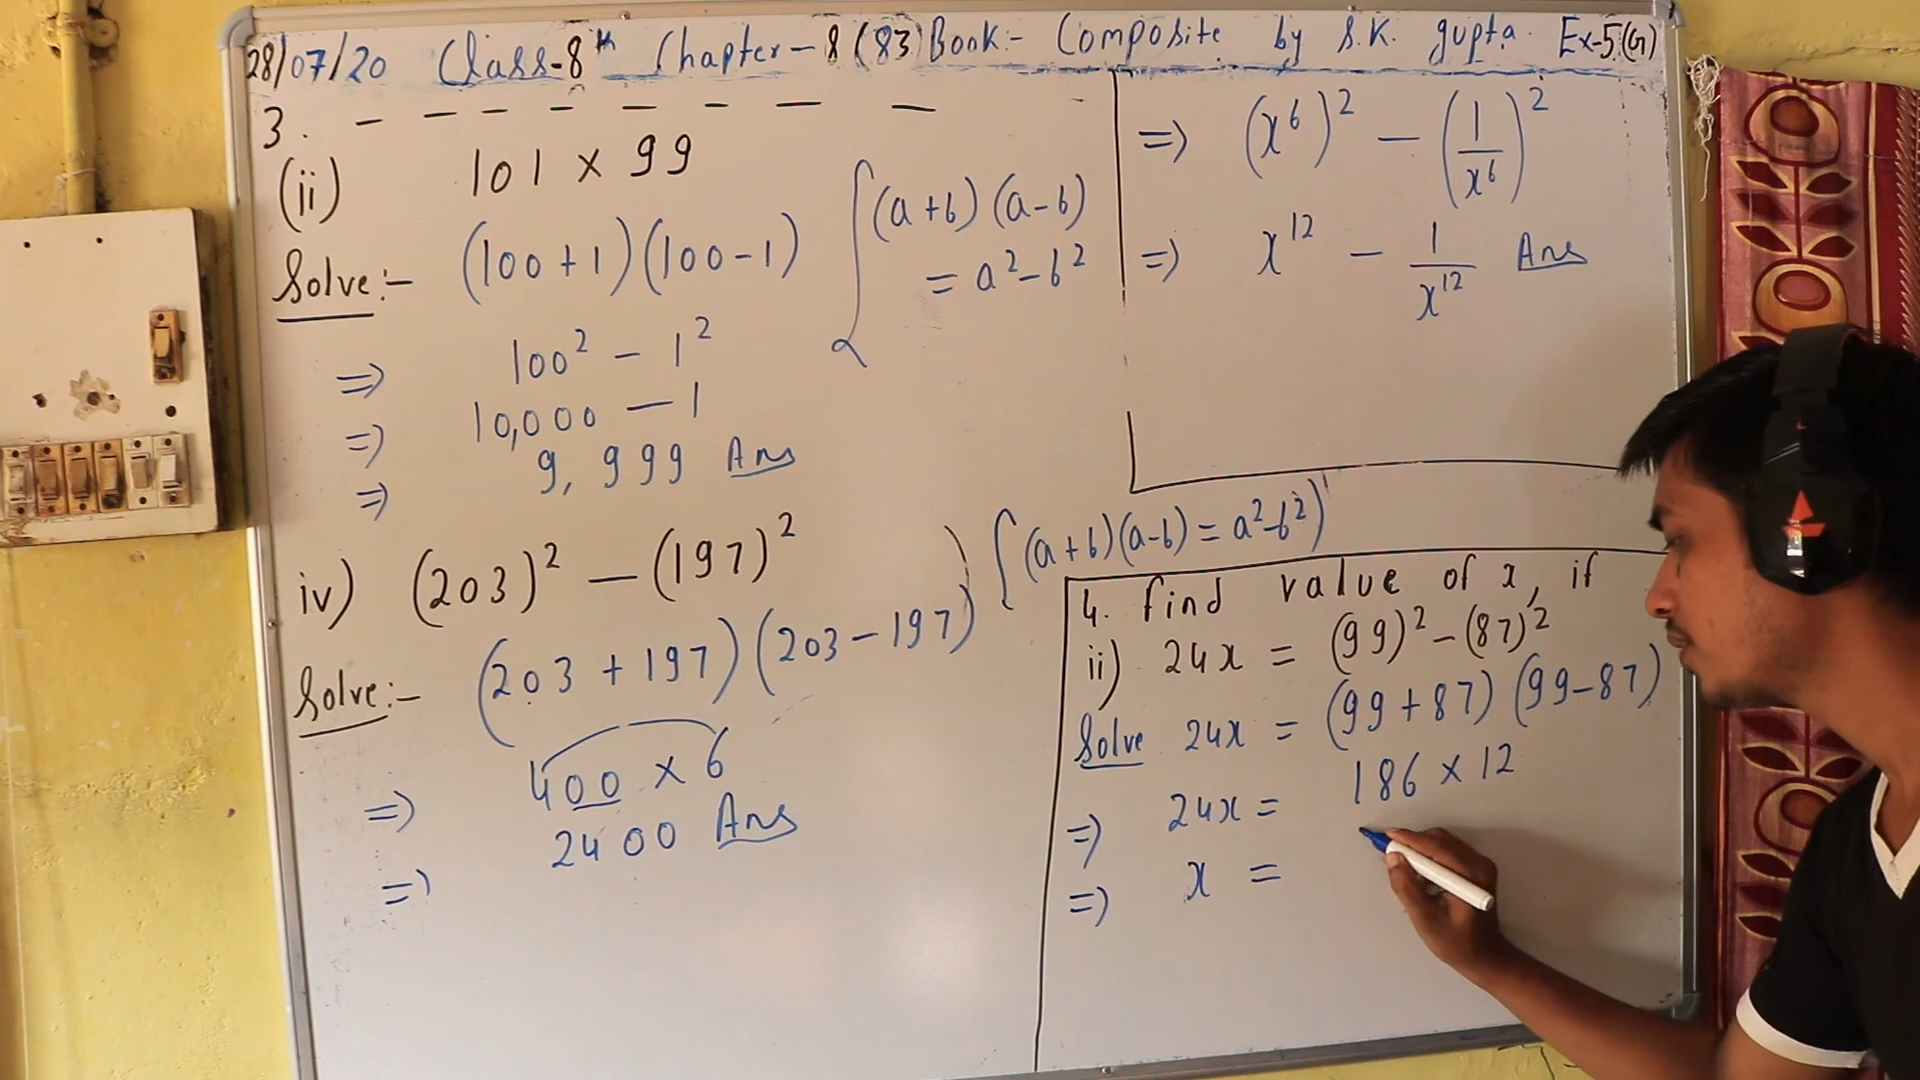 28/07/20 Class-8th Chapter-8 (83) Book:- Composite by S.K. gupta. Ex-5(G)
3. - - - - - - -
(ii) 101 × 99
Solve:- (100+1)(100-1)
{(a+b)(a-b)
= a²-b²
=> 100² - 1²
=> 10,000 - 1
=> 9,999 Ans
iv) (203)² - (197)²
Solve:- (203+197)(203-197)
{(a+b)(a-b) = a²-b²)
=> 400 × 6
=> 2400 Ans
=> (x⁶)² - (1/x⁶)²
=> x¹² - 1/x¹² Ans
4. find value of x, if
ii) 24x = (99)²-(87)²
Solve 24x = (99+87)(99-87)
=> 24x = 186 × 12
=> x =